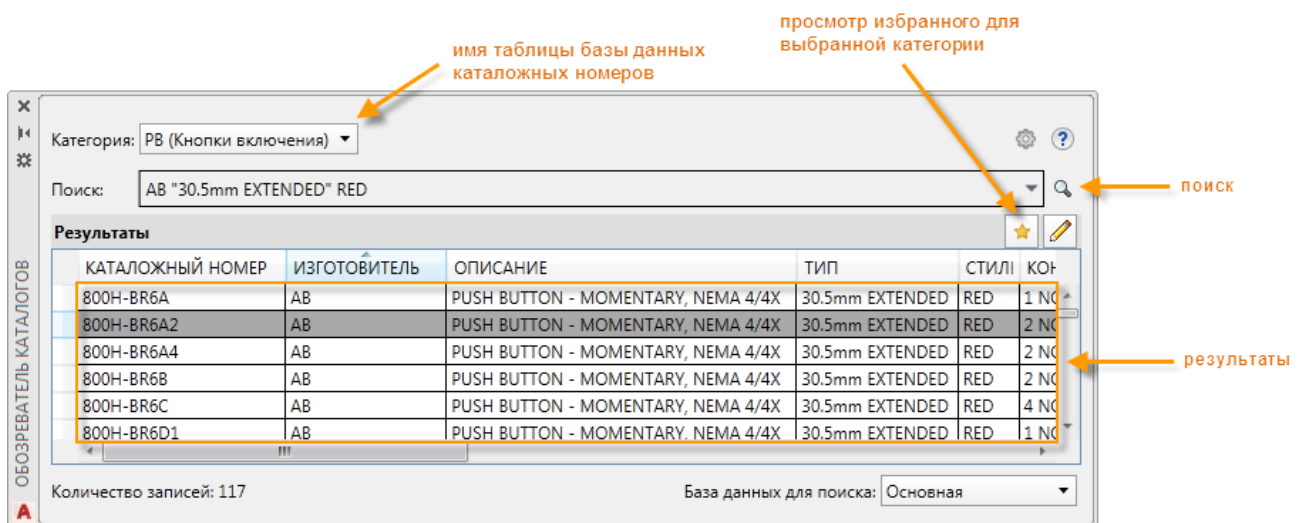 просмотр избранного для
выбранной категории
имя таблицы базы данных
каталожных номеров
Категория: PB (Кнопки включения)
?
Поиск: AB "30.5mm EXTENDED" RED
поиск
Результаты
КАТАЛОЖНЫЙ НОМЕР ИЗГОТОВИТЕЛЬ ОПИСАНИЕ ТИП СТИЛ КОН
800H-BR6A AB PUSH BUTTON - MOMENTARY, NEMA 4/4X 30.5mm EXTENDED RED 1 NO
800H-BR6A2 AB PUSH BUTTON - MOMENTARY, NEMA 4/4X 30.5mm EXTENDED RED 2 NO
800H-BR6A4 AB PUSH BUTTON - MOMENTARY, NEMA 4/4X 30.5mm EXTENDED RED 2 NO
800H-BR6B AB PUSH BUTTON - MOMENTARY, NEMA 4/4X 30.5mm EXTENDED RED 2 NO
800H-BR6C AB PUSH BUTTON - MOMENTARY, NEMA 4/4X 30.5mm EXTENDED RED 4 NO
800H-BR6D1 AB PUSH BUTTON - MOMENTARY, NEMA 4/4X 30.5mm EXTENDED RED 1 NO
результаты
Количество записей: 117
База данных для поиска: Основная
ОБОЗРЕВАТЕЛЬ КАТАЛОГОВ
A